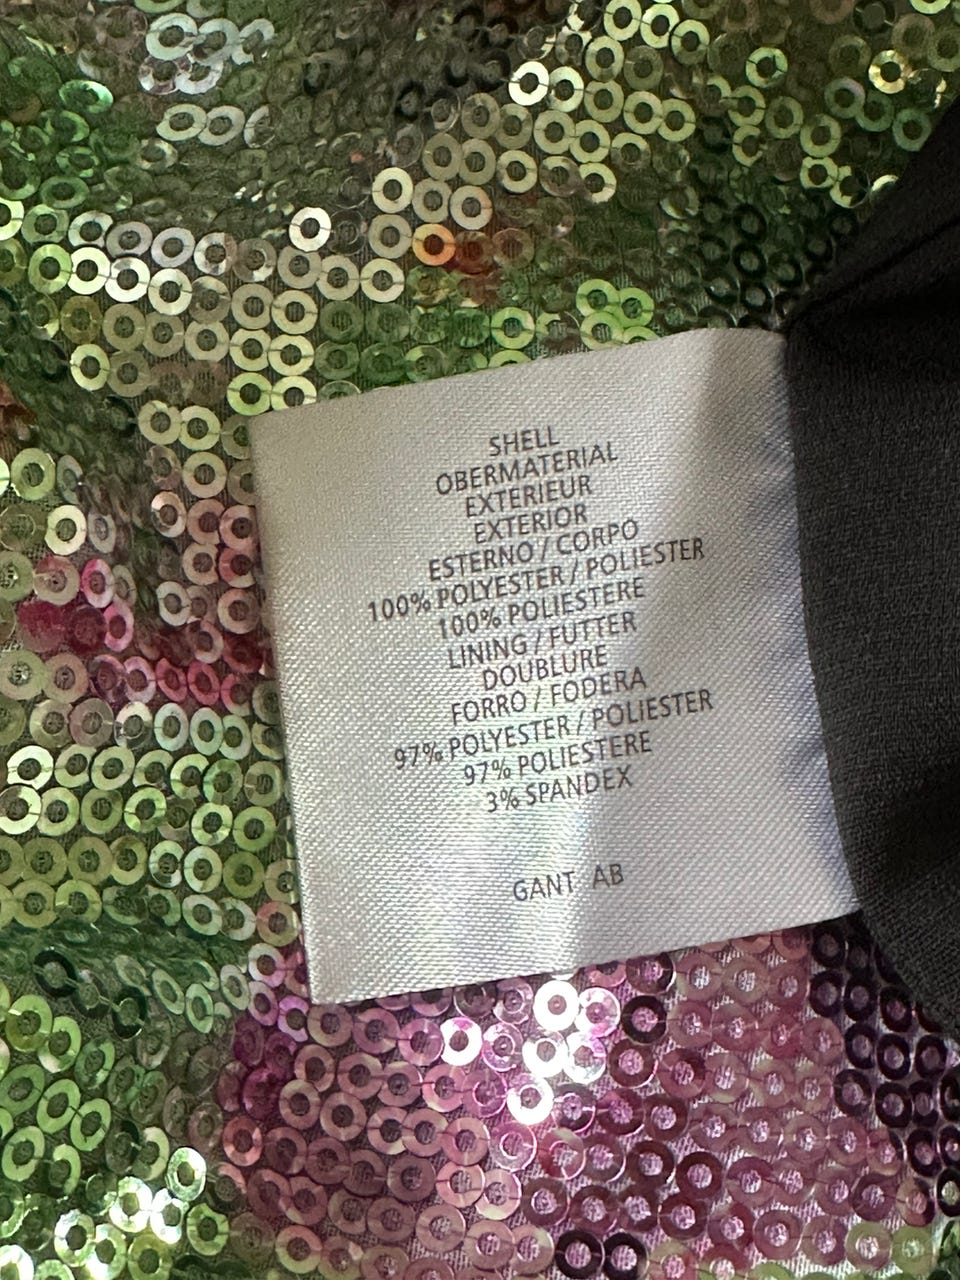 SHELL
OBERMATERIAL
EXTERIEUR
EXTERIOR
ESTERNO / CORPO
100% POLYESTER / POLIESTER
100% POLIESTERE
LINING / FUTTER
DOUBLURE
FORRO / FODERA
97% POLYESTER / POLIESTER
97% POLIESTERE
3% SPANDEX
GANT AB